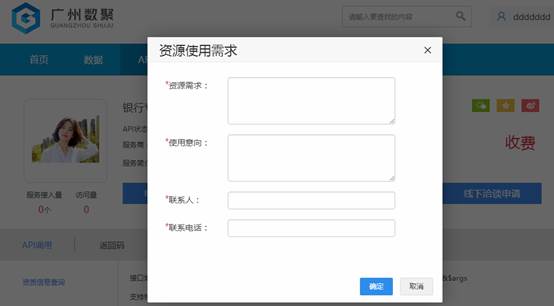 广州数聚
GUANGZHOU SHUJU
请输入要查找的内容
ddddddd
首页
数据
资源使用需求
×
*资源需求：
*使用意向：
*联系人：
*联系电话：
确定
取消
银行
API状态
服务商
服务简
收费
线下洽谈申请
服务接入量
访问量
0个
0
API调用
返回码
资质信息查询
接口
$args
支持